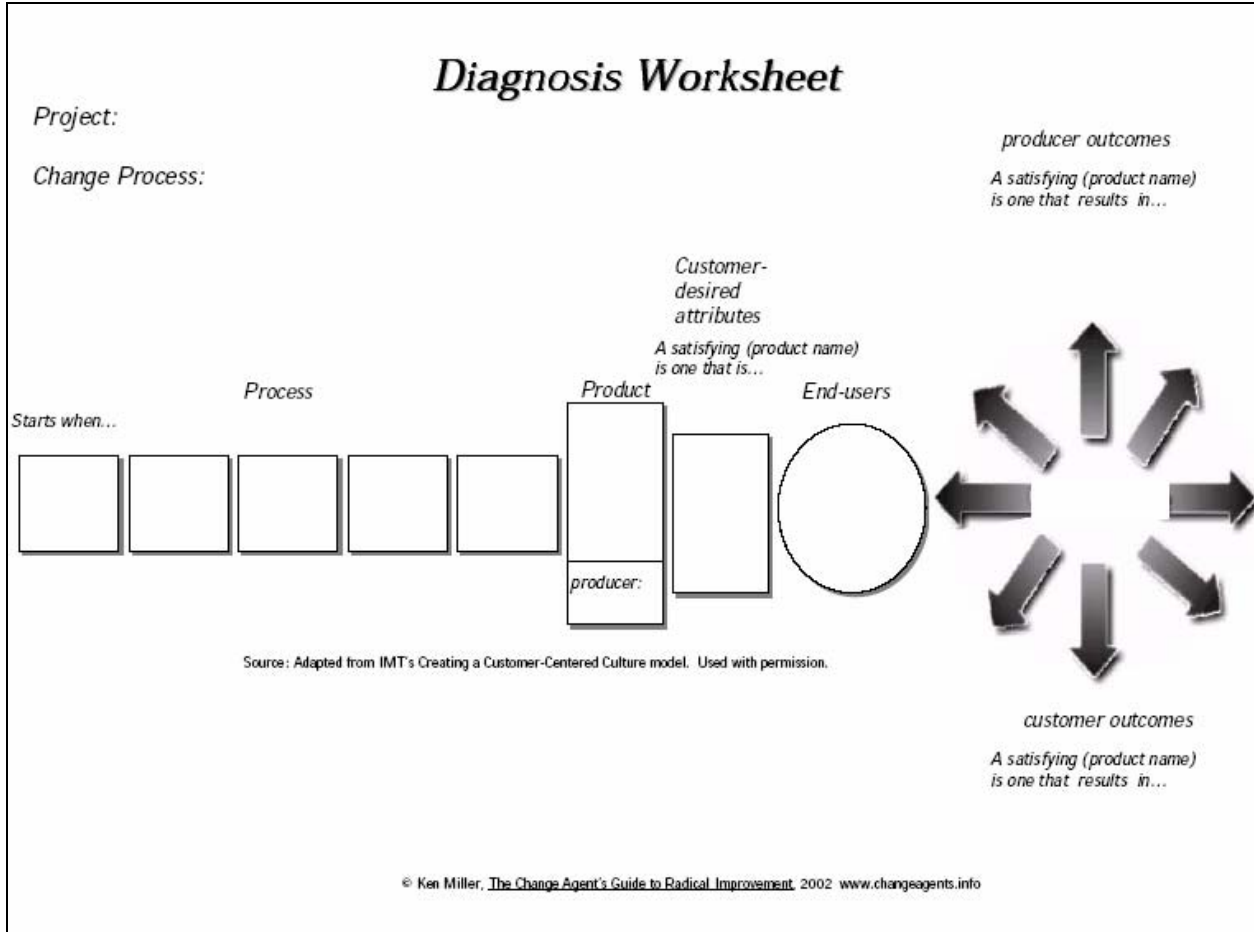 Diagnosis Worksheet
Project:
Change Process:
producer outcomes
A satisfying (product name)
is one that results in...
Customer-
desired
attributes
A satisfying (product name)
is one that is...
Process
Product
End-users
Starts when...
producer:
Source: Adapted from IMT's Creating a Customer-Centered Culture model. Used with permission.
customer outcomes
A satisfying (product name)
is one that results in...
© Ken Miller, The Change Agent's Guide to Radical Improvement, 2002 www.changeagents.info